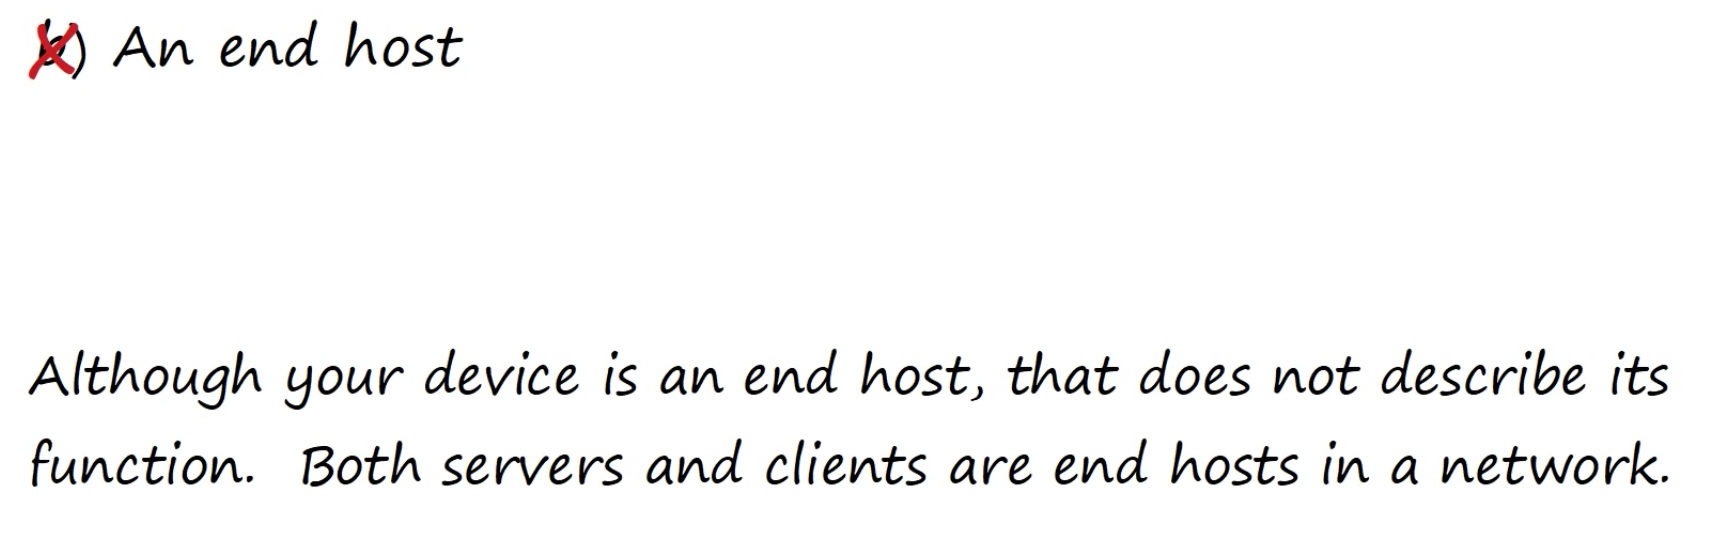 b) An end host
Although your device is an end host, that does not describe its
function. Both servers and clients are end hosts in a network.